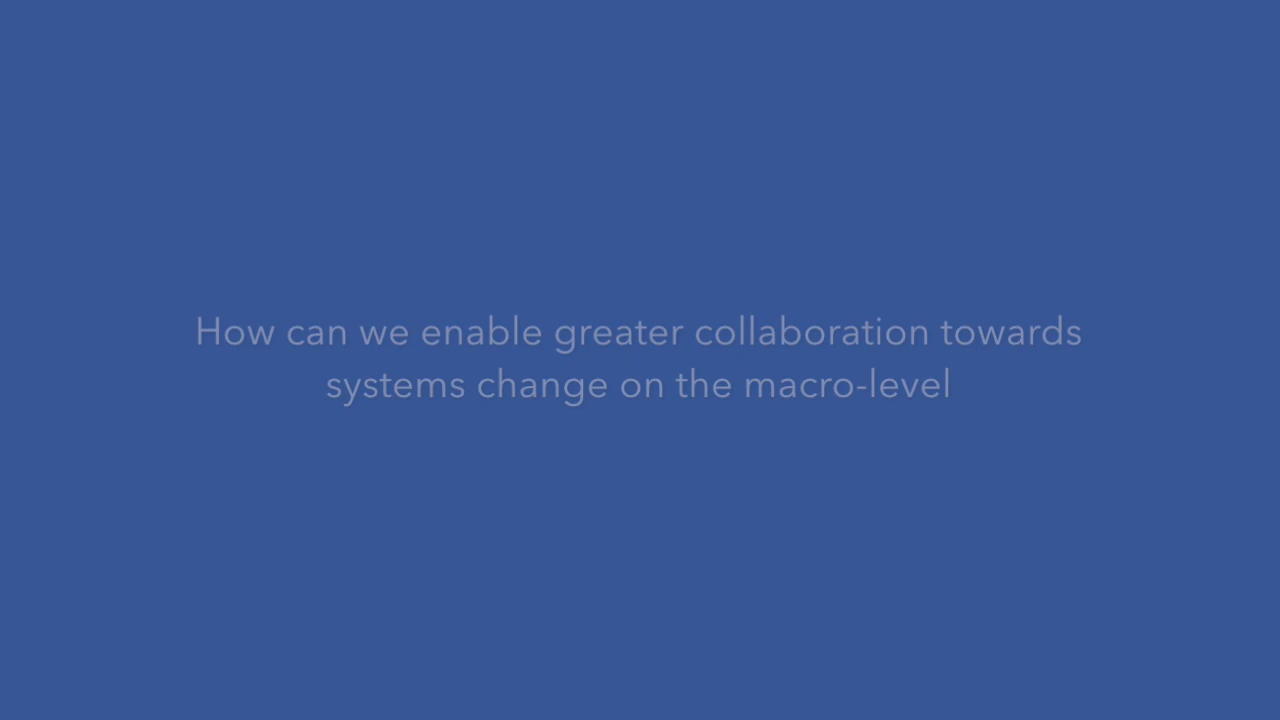 How can we enable greater collaboration towards
systems change on the macro-level